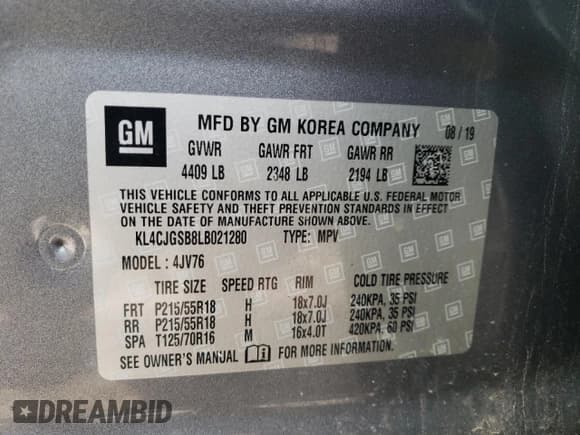 GM
MFD BY GM KOREA COMPANY 08 / 19
GVWR GAWR FRT GAWR RR
4409 LB 2348 LB 2194 LB
THIS VEHICLE CONFORMS TO ALL APPLICABLE U.S. FEDERAL MOTOR
VEHICLE SAFETY AND THEFT PREVENTION STANDARDS IN EFFECT
ON THE DATE OF MANUFACTURE SHOWN ABOVE.
KL4CJGSB8LB021280 TYPE: MPV
MODEL : 4JV76
TIRE SIZE SPEED RTG RIM COLD TIRE PRESSURE
FRT P215/55R18 H 18x7.0J 240KPA, 35 PSI
RR P215/55R18 H 18x7.0J 240KPA, 35 PSI
SPA T125/70R16 M 16x4.0T 420KPA, 60 PSI
SEE OWNER'S MANUAL FOR MORE INFORMATION.
DREAMBID